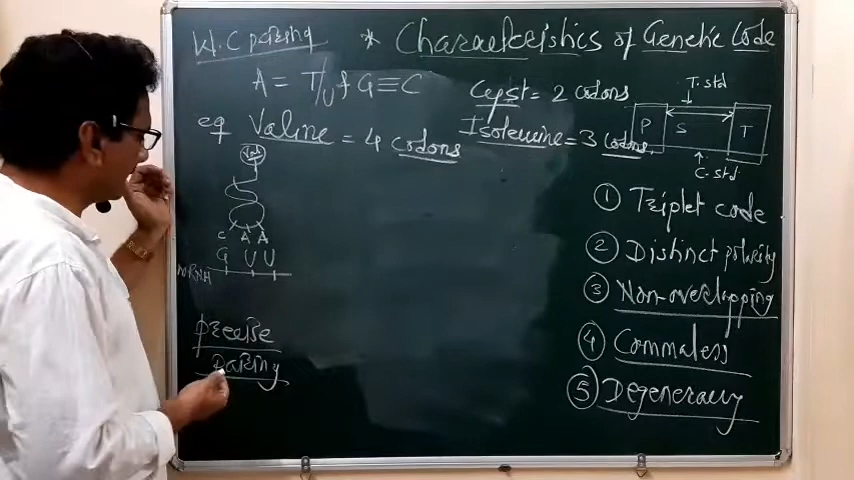 W.C pairing
* Characteristics of Genetic Code
A = T/U & G ≡ C
Cyst = 2 codons
T. std
eg Valine = 4 codons
Isoleucine = 3 codons.
P S T
C. std
Val
① Triplet code
C A A
② Distinct polarity
G U U
mRNA
③ Non-overlapping
precise
④ Commaless
pairing
⑤ Degeneracy